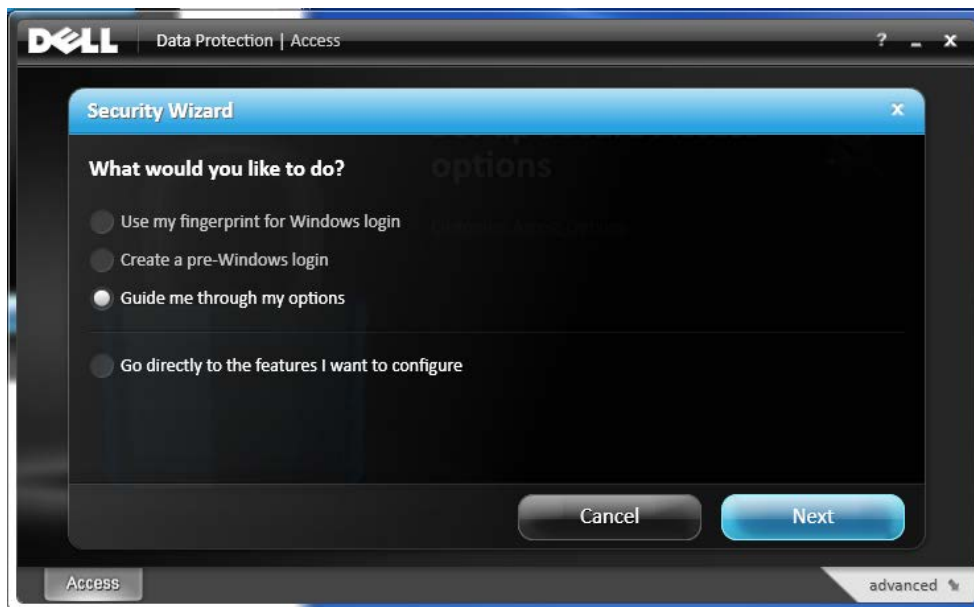 DELL Data Protection | Access ? – x
Security Wizard x
options
What would you like to do?
Use my fingerprint for Windows login
Create a pre-Windows login
Guide me through my options
Go directly to the features I want to configure
Cancel Next
Access advanced